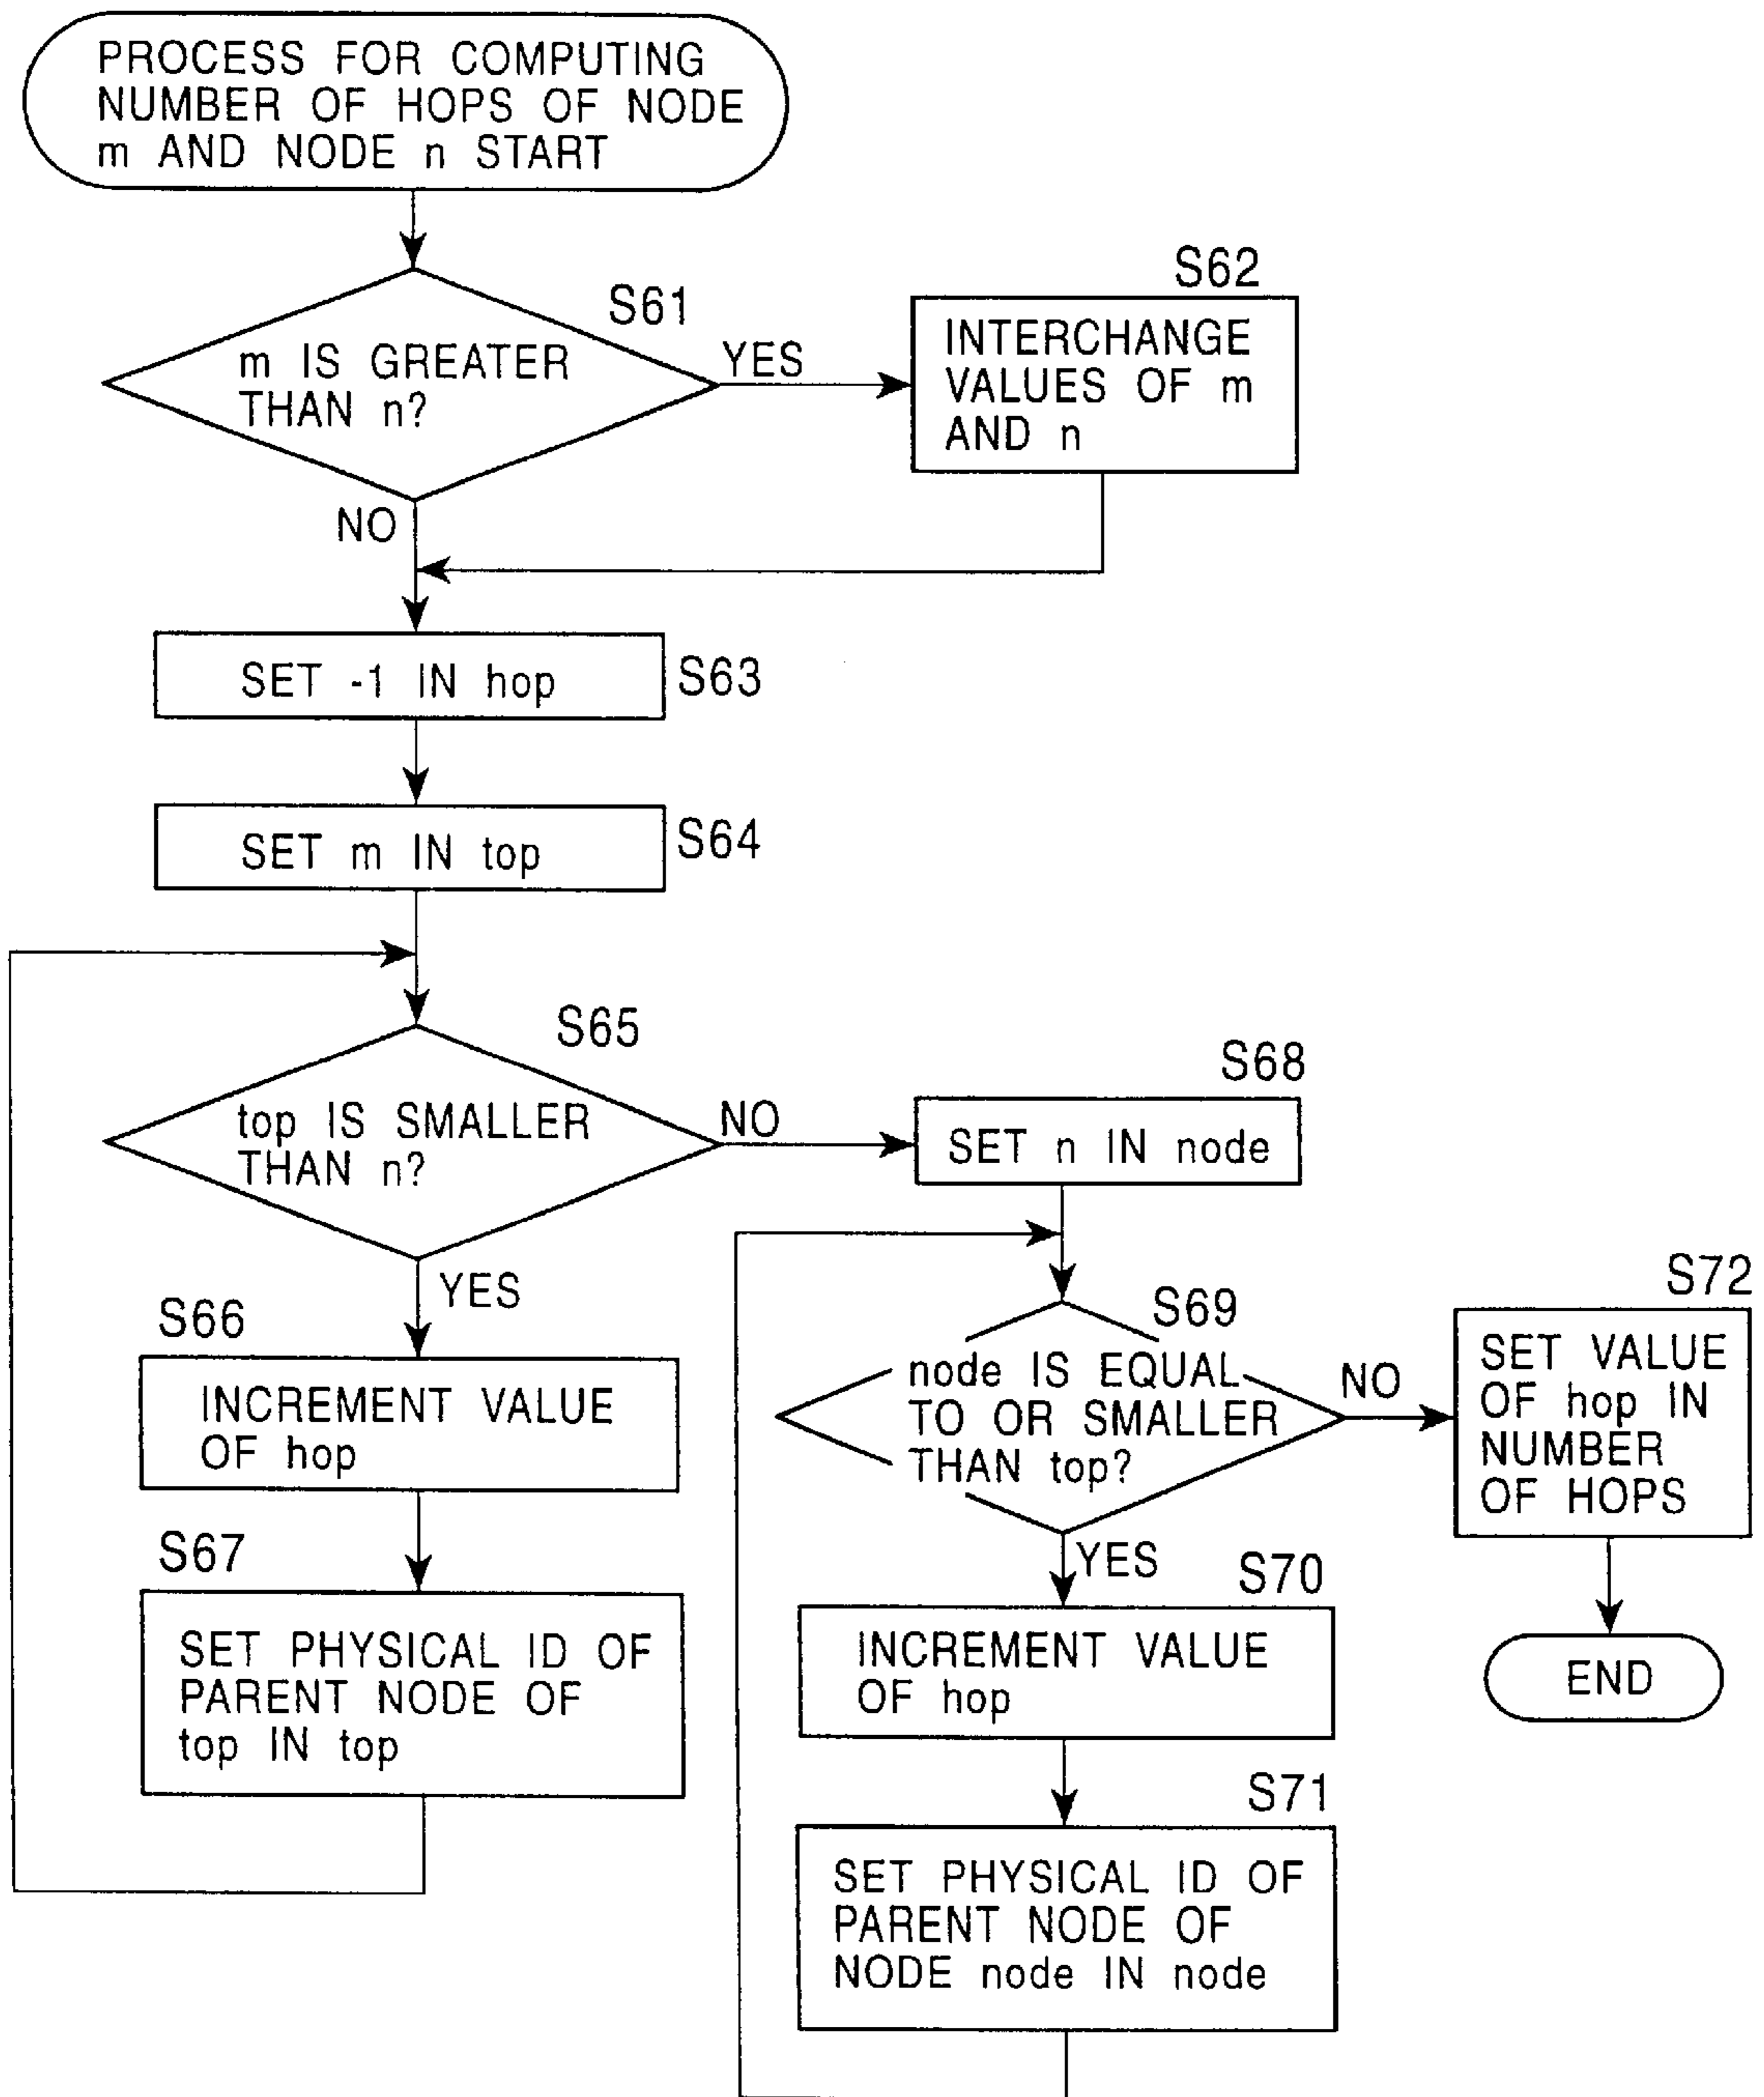 PROCESS FOR COMPUTING
NUMBER OF HOPS OF NODE
m AND NODE n START
S61
m IS GREATER
THAN n?
YES
S62
INTERCHANGE
VALUES OF m
AND n
NO
SET -1 IN hop
S63
SET m IN top
S64
S65
top IS SMALLER
THAN n?
NO
S68
SET n IN node
YES
S66
INCREMENT VALUE
OF hop
S67
SET PHYSICAL ID OF
PARENT NODE OF
top IN top
S69
node IS EQUAL
TO OR SMALLER
THAN top?
NO
S72
SET VALUE
OF hop IN
NUMBER
OF HOPS
END
YES
S70
INCREMENT VALUE
OF hop
S71
SET PHYSICAL ID OF
PARENT NODE OF
NODE node IN node